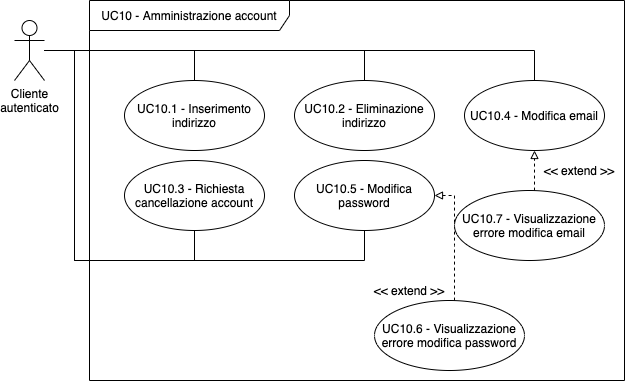 UC10 - Amministrazione account
Cliente
autenticato
UC10.1 - Inserimento
indirizzo
UC10.2 - Eliminazione
indirizzo
UC10.4 - Modifica email
<< extend >>
UC10.3 - Richiesta
cancellazione account
UC10.5 - Modifica
password
UC10.7 - Visualizzazione
errore modifica email
<< extend >>
UC10.6 - Visualizzazione
errore modifica password